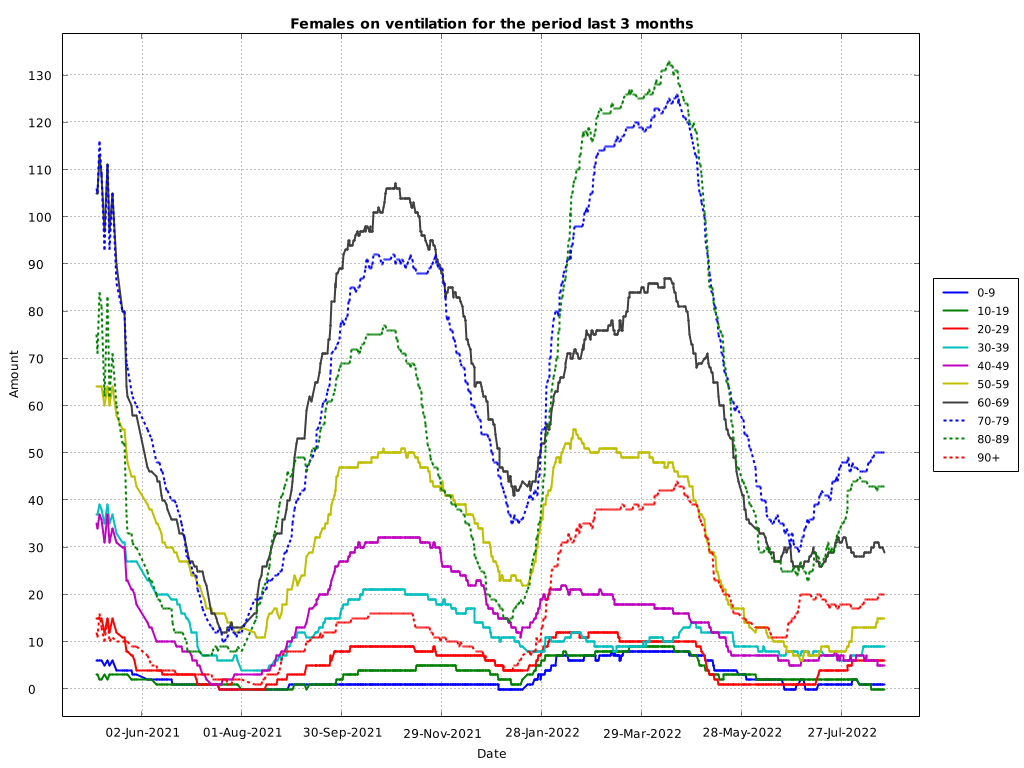 Females on ventilation for the period last 3 months
130
120
110
100
90
80
70
60
50
40
30
20
10
0
Amount
02-Jun-2021
01-Aug-2021
30-Sep-2021
29-Nov-2021
28-Jan-2022
29-Mar-2022
28-May-2022
27-Jul-2022
Date
0-9
10-19
20-29
30-39
40-49
50-59
60-69
70-79
80-89
90+